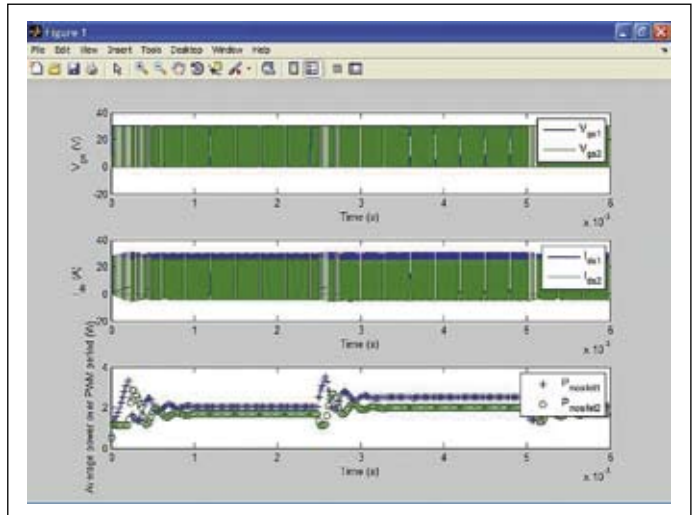 Figure 1
File Edit View Insert Tools Desktop Window Help
40
20
0
-20
V_gs (V)
V_gs1
V_gs2
0 1 2 3 4 5 6
Time (s)
x 10^-3
40
20
0
-20
I_ds (A)
I_ds1
I_ds2
0 1 2 3 4 5 6
Time (s)
x 10^-3
4
2
0
Average power over PWM period (W)
P_mosfet1
P_mosfet2
0 1 2 3 4 5 6
Time (s)
x 10^-3